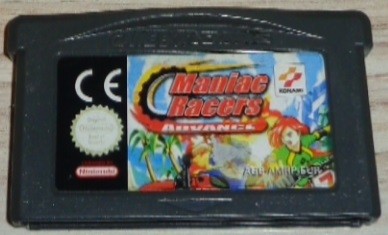 CE
Maniac
Racers
ADVANCE
KONAMI
Nintendo